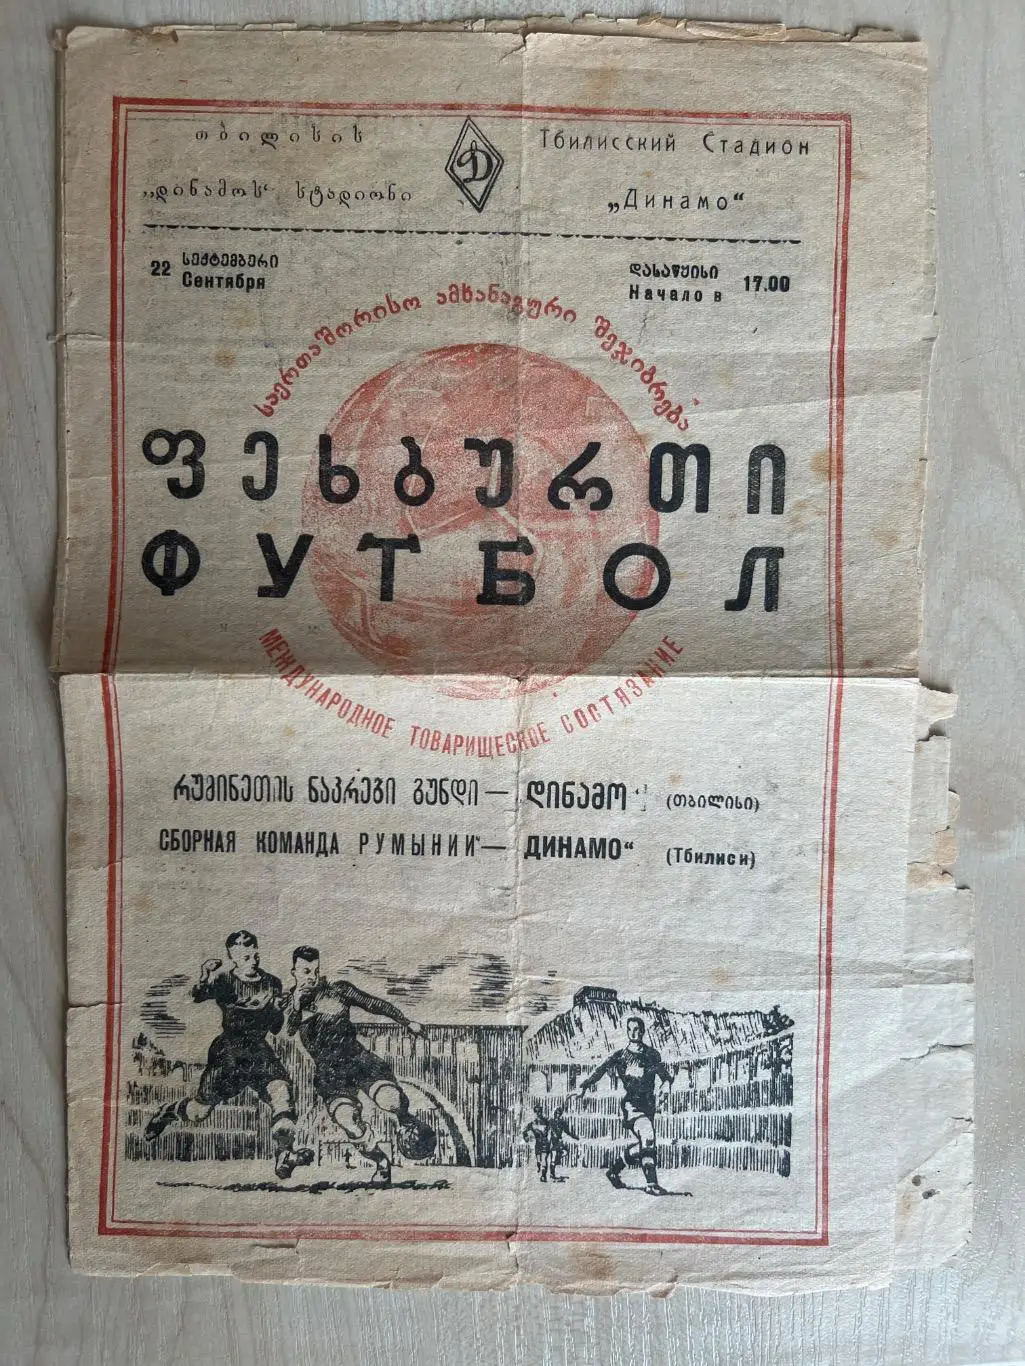 თბილისის
„დინამოს“ სტადიონი
Д
Тбилисский Стадион
„Динамо“
22 სექტემბერი
Сентября
დასაწყისი 17.00
Начало в
საერთაშორისო ამხანაგური შეჯიბრება
ფეხბურთი
ФУТБОЛ
МЕЖДУНАРОДНОЕ ТОВАРИЩЕСКОЕ СОСТЯЗАНИЕ
რუმინეთის ნაკრები გუნდი — დინამო“ (თბილისი)
СБОРНАЯ КОМАНДА РУМЫНИИ“— ДИНАМО“ (Тбилиси)